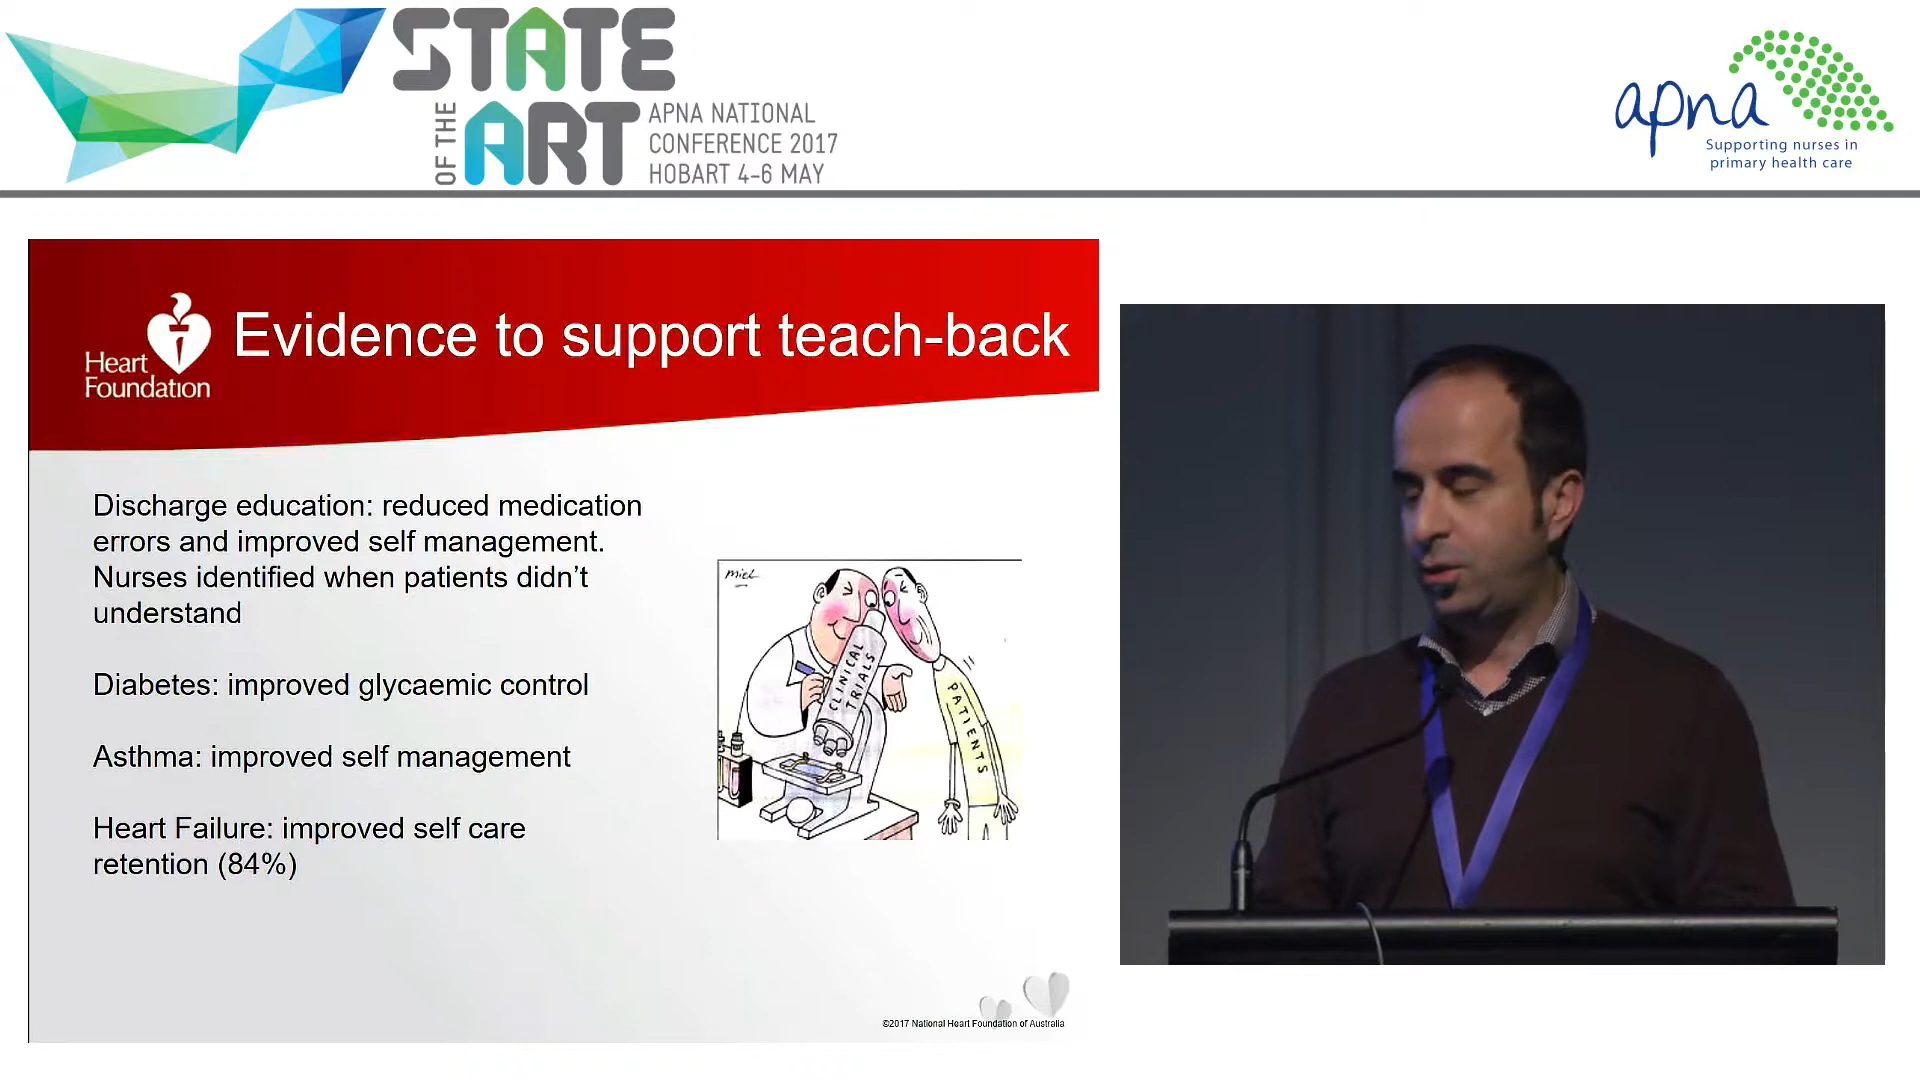 STATE
OF THE ART
APNA NATIONAL
CONFERENCE 2017
HOBART 4-6 MAY
apna
Supporting nurses in
primary health care
Heart
Foundation
Evidence to support teach-back
Discharge education: reduced medication
errors and improved self management.
Nurses identified when patients didn’t
understand
Diabetes: improved glycaemic control
Asthma: improved self management
Heart Failure: improved self care
retention (84%)
miel
CLINICAL
TRIALS
PATIENTS
©2017 National Heart Foundation of Australia